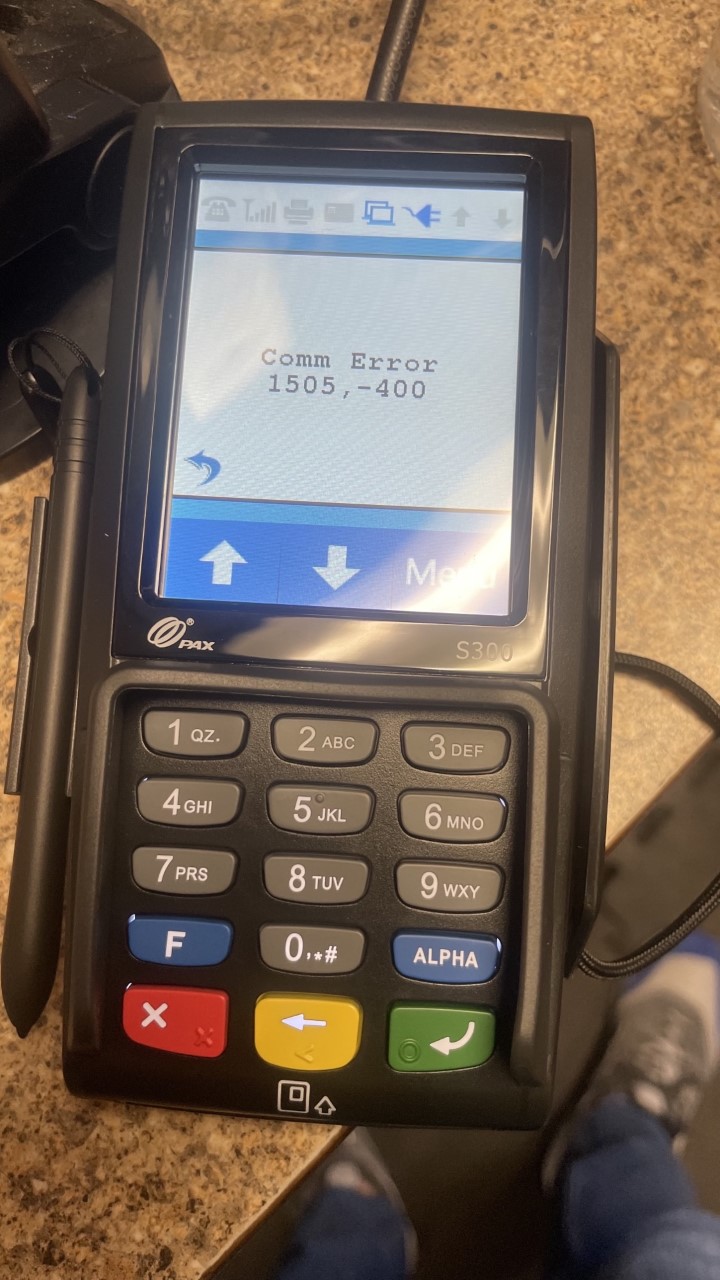 Comm Error
1505,-400
Menu
PAX®
S300
1 QZ.
2 ABC
3 DEF
4 GHI
5 JKL
6 MNO
7 PRS
8 TUV
9 WXY
F
0,*#
ALPHA